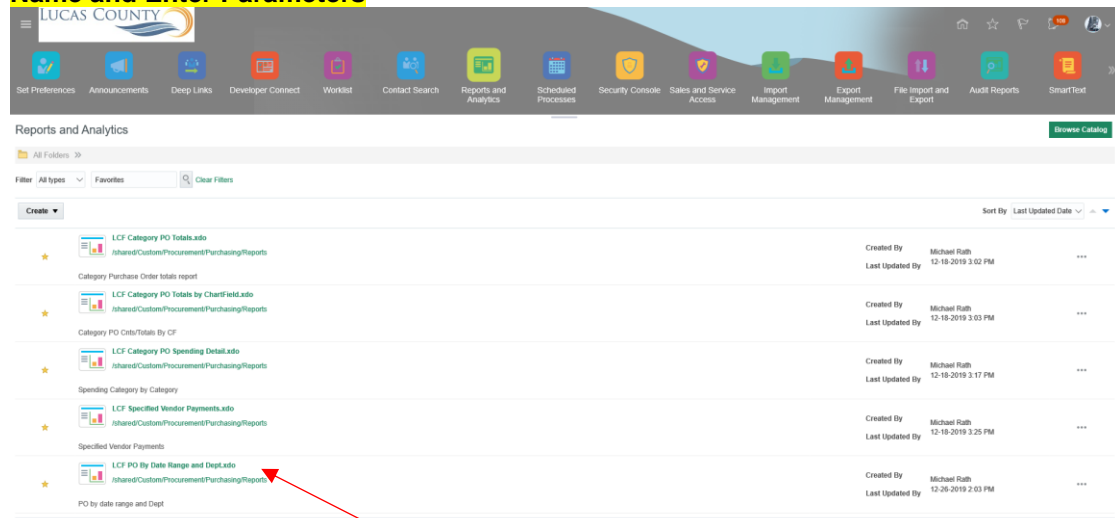 Name and Enter Parameters
LUCAS COUNTY
108
Set Preferences
Announcements
Deep Links
Developer Connect
Worklist
Contact Search
Reports and
Analytics
Scheduled
Processes
Security Console
Sales and Service
Access
Import
Management
Export
Management
File Import and
Export
Audit Reports
SmartText
Reports and Analytics
Browse Catalog
All Folders
Filter All types Favorites Clear Filters
Create
Sort By Last Updated Date
LCF Category PO Totals.xdo
/shared/Custom/Procurement/Purchasing/Reports
Category Purchase Order totals report
Created By Michael Rath
Last Updated By 12-18-2019 3:02 PM
LCF Category PO Totals by ChartField.xdo
/shared/Custom/Procurement/Purchasing/Reports
Category PO Cnts/Totals By CF
Created By Michael Rath
Last Updated By 12-18-2019 3:03 PM
LCF Category PO Spending Detail.xdo
/shared/Custom/Procurement/Purchasing/Reports
Spending Category by Category
Created By Michael Rath
Last Updated By 12-18-2019 3:17 PM
LCF Specified Vendor Payments.xdo
/shared/Custom/Procurement/Purchasing/Reports
Specified Vendor Payments
Created By Michael Rath
Last Updated By 12-18-2019 3:25 PM
LCF PO By Date Range and Dept.xdo
/shared/Custom/Procurement/Purchasing/Reports
PO by date range and Dept
Created By Michael Rath
Last Updated By 12-26-2019 2:03 PM